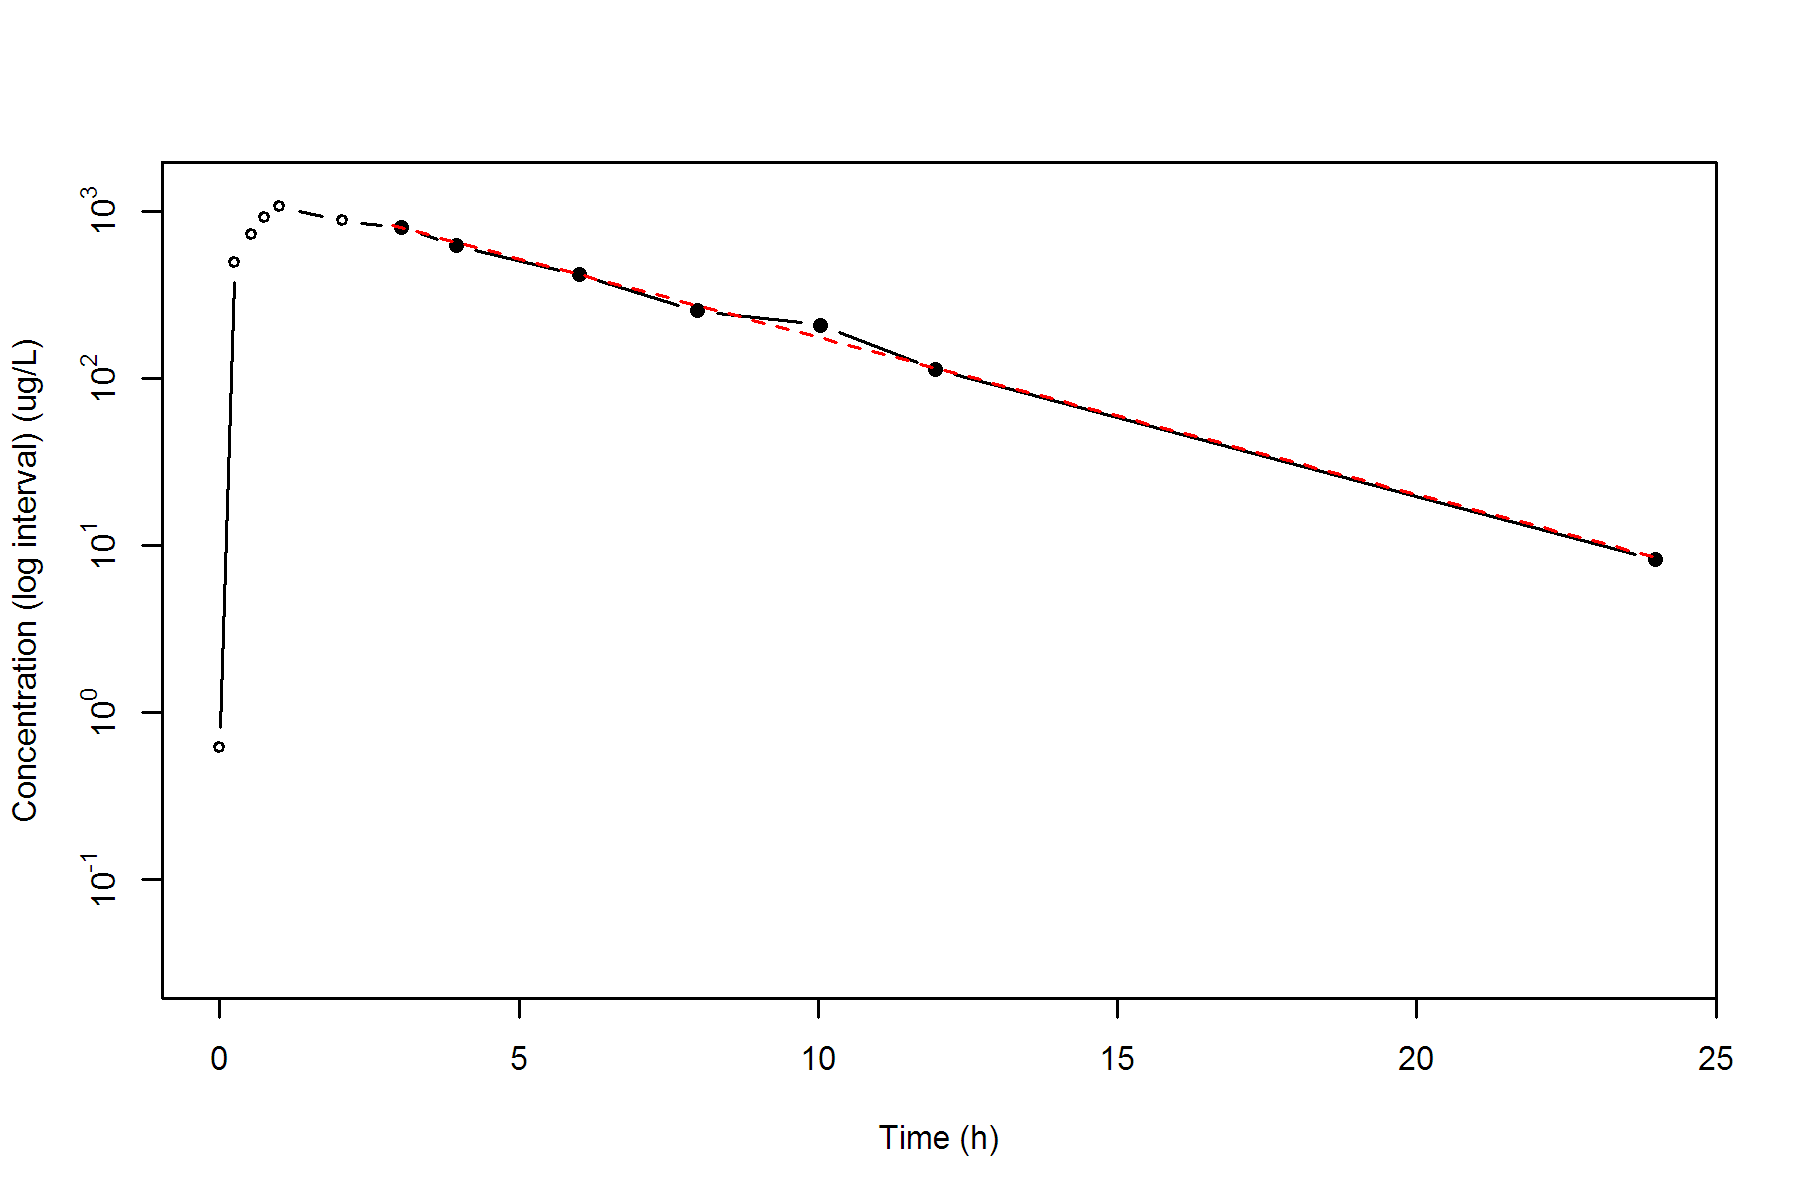 Concentration (log interval) (ug/L)
10³
10²
10¹
10⁰
10⁻¹
0 5 10 15 20 25
Time (h)